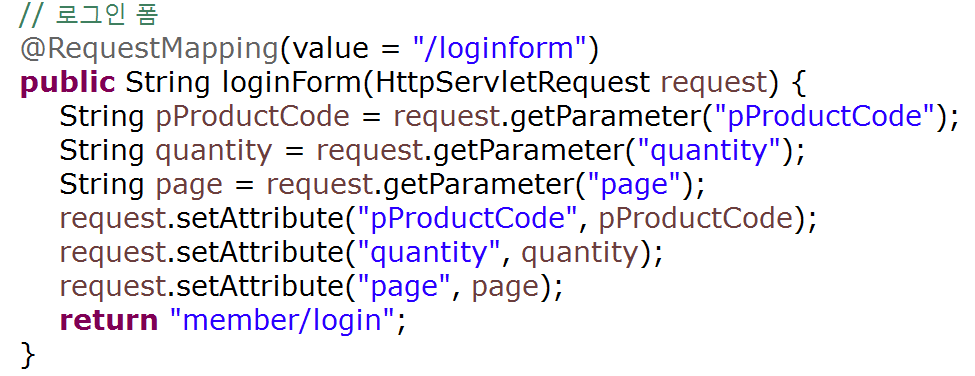 // 로그인 폼
@RequestMapping(value = "/loginform")
public String loginForm(HttpServletRequest request) {
    String pProductCode = request.getParameter("pProductCode");
    String quantity = request.getParameter("quantity");
    String page = request.getParameter("page");
    request.setAttribute("pProductCode", pProductCode);
    request.setAttribute("quantity", quantity);
    request.setAttribute("page", page);
    return "member/login";
}